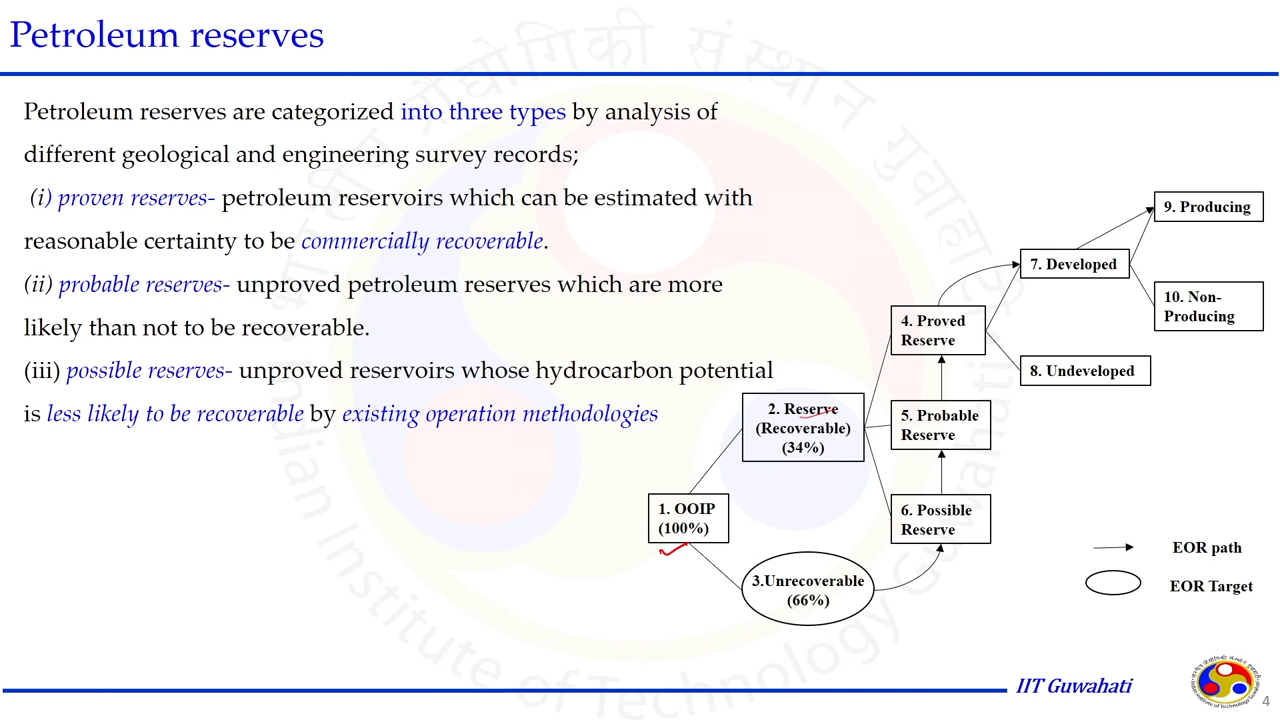 Petroleum reserves
Petroleum reserves are categorized into three types by analysis of
different geological and engineering survey records;
(i) proven reserves- petroleum reservoirs which can be estimated with
reasonable certainty to be commercially recoverable.
(ii) probable reserves- unproved petroleum reserves which are more
likely than not to be recoverable.
(iii) possible reserves- unproved reservoirs whose hydrocarbon potential
is less likely to be recoverable by existing operation methodologies
9. Producing
7. Developed
10. Non-
Producing
4. Proved
Reserve
8. Undeveloped
2. Reserve
(Recoverable)
(34%)
5. Probable
Reserve
1. OOIP
(100%)
6. Possible
Reserve
3.Unrecoverable
(66%)
EOR path
EOR Target
Indian Institute of Technology Guwahati
IIT Guwahati
4